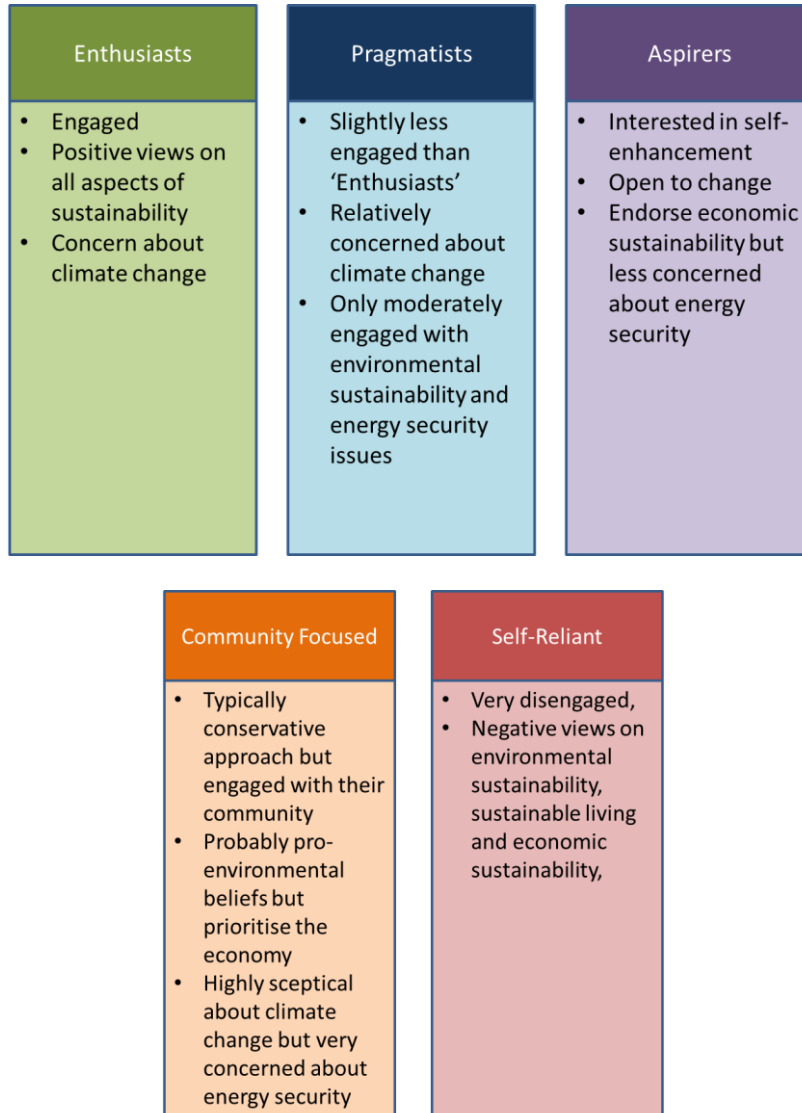 Enthusiasts
• Engaged
• Positive views on
all aspects of
sustainability
• Concern about
climate change
Pragmatists
• Slightly less
engaged than
‘Enthusiasts’
• Relatively
concerned about
climate change
• Only moderately
engaged with
environmental
sustainability and
energy security
issues
Aspirers
• Interested in self-
enhancement
• Open to change
• Endorse economic
sustainability but
less concerned
about energy
security
Community Focused
• Typically
conservative
approach but
engaged with their
community
• Probably pro-
environmental
beliefs but
prioritise the
economy
• Highly sceptical
about climate
change but very
concerned about
energy security
Self-Reliant
• Very disengaged,
• Negative views on
environmental
sustainability,
sustainable living
and economic
sustainability,